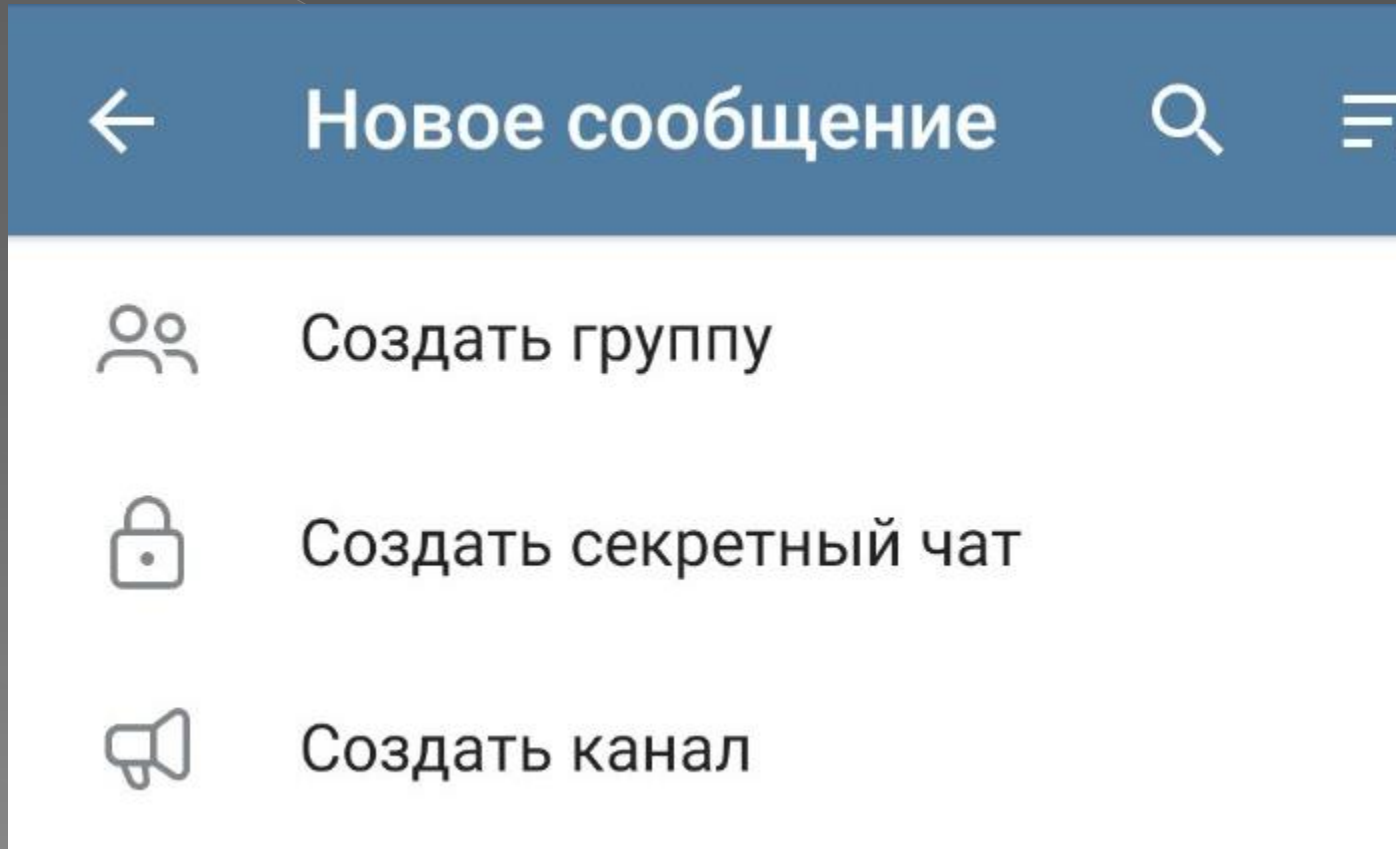 Новое сообщение
Создать группу
Создать секретный чат
Создать канал